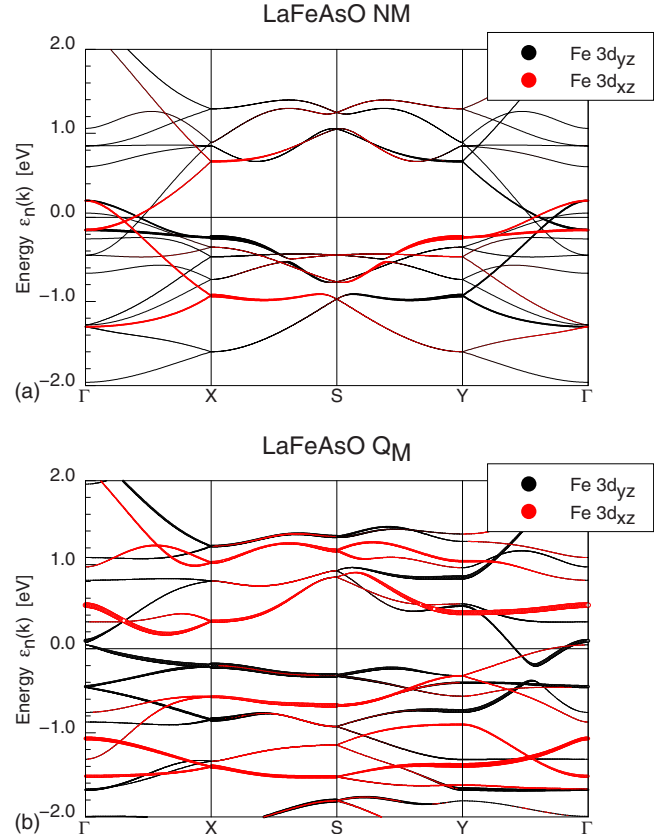 LaFeAsO NM
Fe 3dyz
Fe 3dxz
Energy εn(k) [eV]
2.0
1.0
0.0
−1.0
−2.0
(a)
Γ X S Y Γ
LaFeAsO QM
Fe 3dyz
Fe 3dxz
Energy εn(k) [eV]
2.0
1.0
0.0
−1.0
−2.0
(b)
Γ X S Y Γ